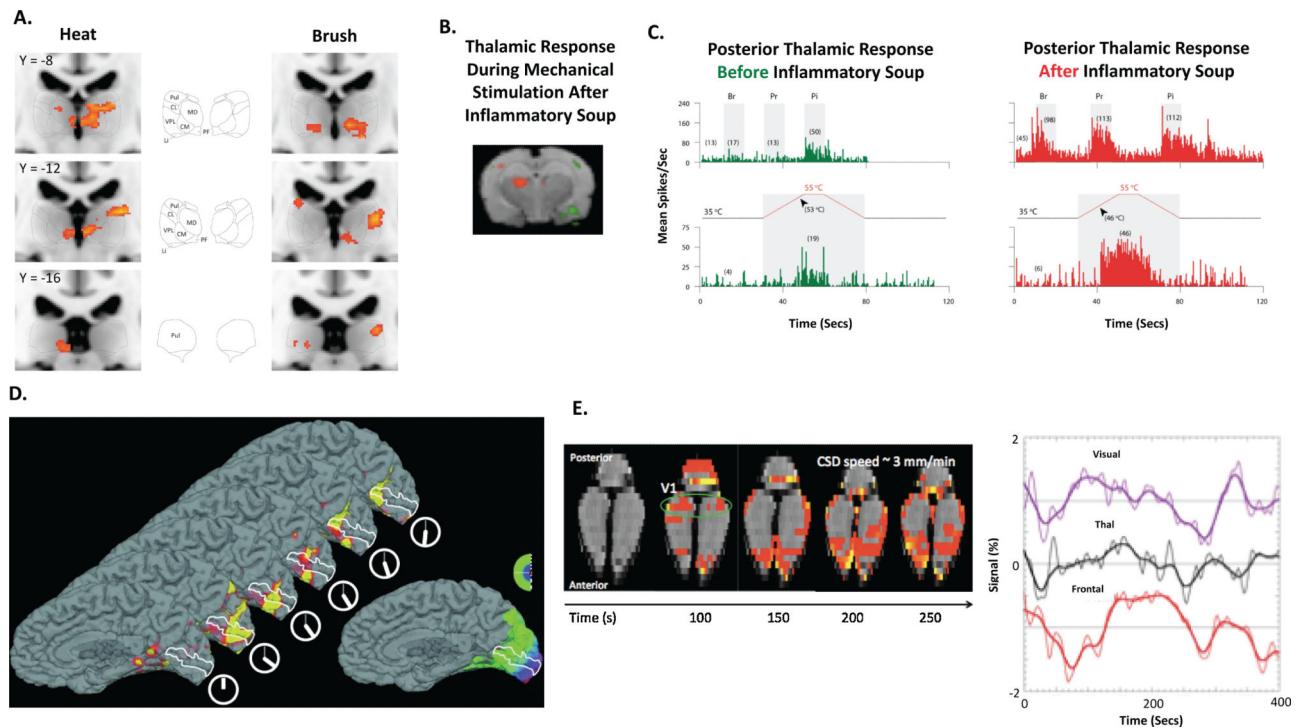 A.
Heat
Brush
Y = -8
Pul
CL
MD
VPL
CM
PF
Li
Y = -12
Pul
CL
MD
VPL
CM
PF
Li
Y = -16
Pul
B.
Thalamic Response
During Mechanical
Stimulation After
Inflammatory Soup
C.
Posterior Thalamic Response
Before Inflammatory Soup
Br Pr Pi
240
160
80
0
(13) (17) (13) (50)
Mean Spikes/Sec
55 °C
35 °C
(53 °C)
75
50
25
0
(4) (19)
0 40 80 120
Time (Secs)
Posterior Thalamic Response
After Inflammatory Soup
Br Pr Pi
(45) (98) (113) (112)
55 °C
35 °C
(46 °C)
(6) (46)
0 40 80 120
Time (Secs)
D.
E.
Posterior
V1
CSD speed ~ 3 mm/min
Anterior
Time (s) 100 150 200 250
2
Visual
Thal
0
Frontal
-2
Signal (%)
0 200 400
Time (Secs)